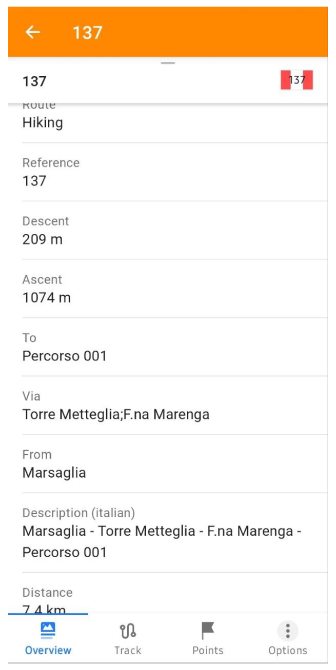 137
137
137
Route
Hiking
Reference
137
Descent
209 m
Ascent
1074 m
To
Percorso 001
Via
Torre Metteglia;F.na Marenga
From
Marsaglia
Description (italian)
Marsaglia - Torre Metteglia - F.na Marenga -
Percorso 001
Distance
7,4 km
Overview
Track
Points
Options